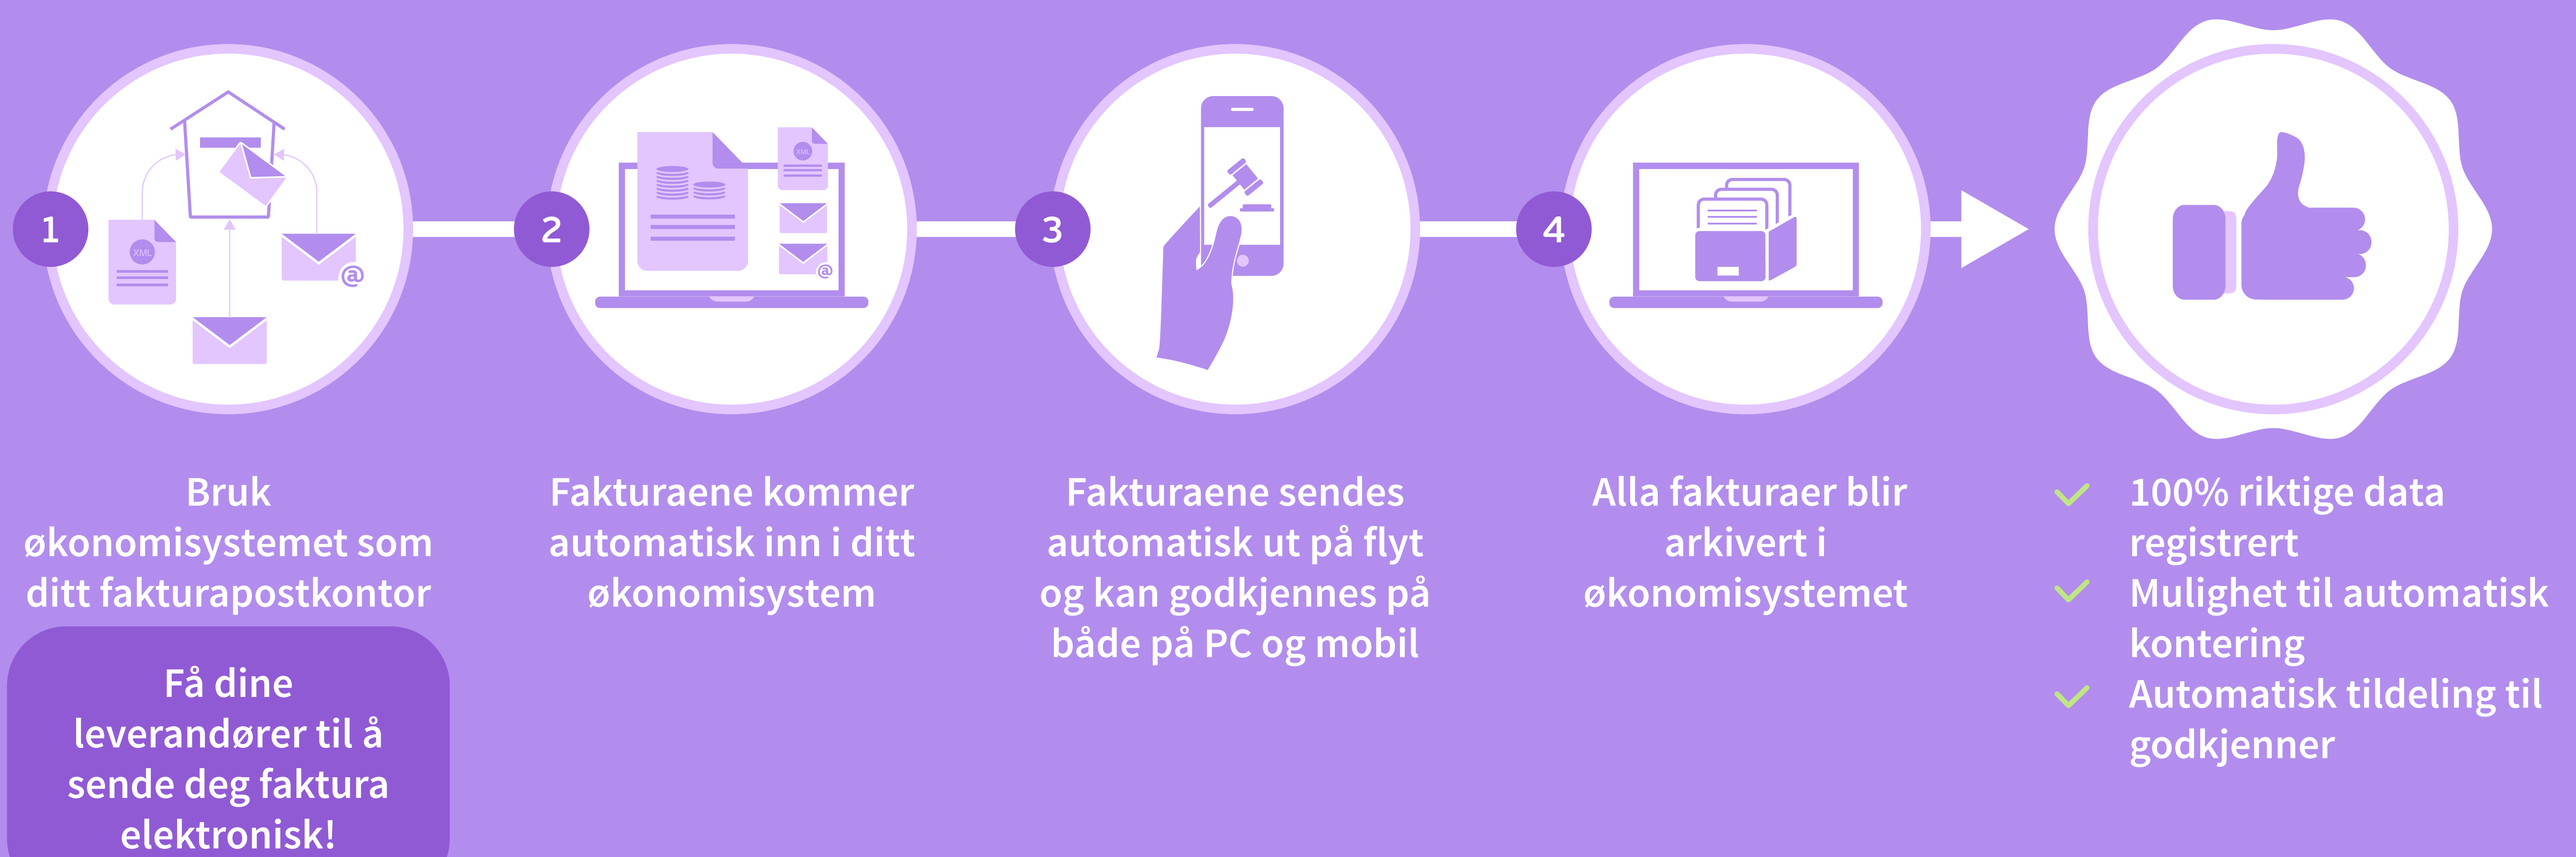 1
XML
@
Bruk
økonomisystemet som
ditt fakturapostkontor
Få dine
leverandører til å
sende deg faktura
elektronisk!
2
XML
@
Fakturaene kommer
automatisk inn i ditt
økonomisystem
3
Fakturaene sendes
automatisk ut på flyt
og kan godkjennes på
både på PC og mobil
4
Alla fakturaer blir
arkivert i
økonomisystemet
100% riktige data
registrert
Mulighet til automatisk
kontering
Automatisk tildeling til
godkjenner